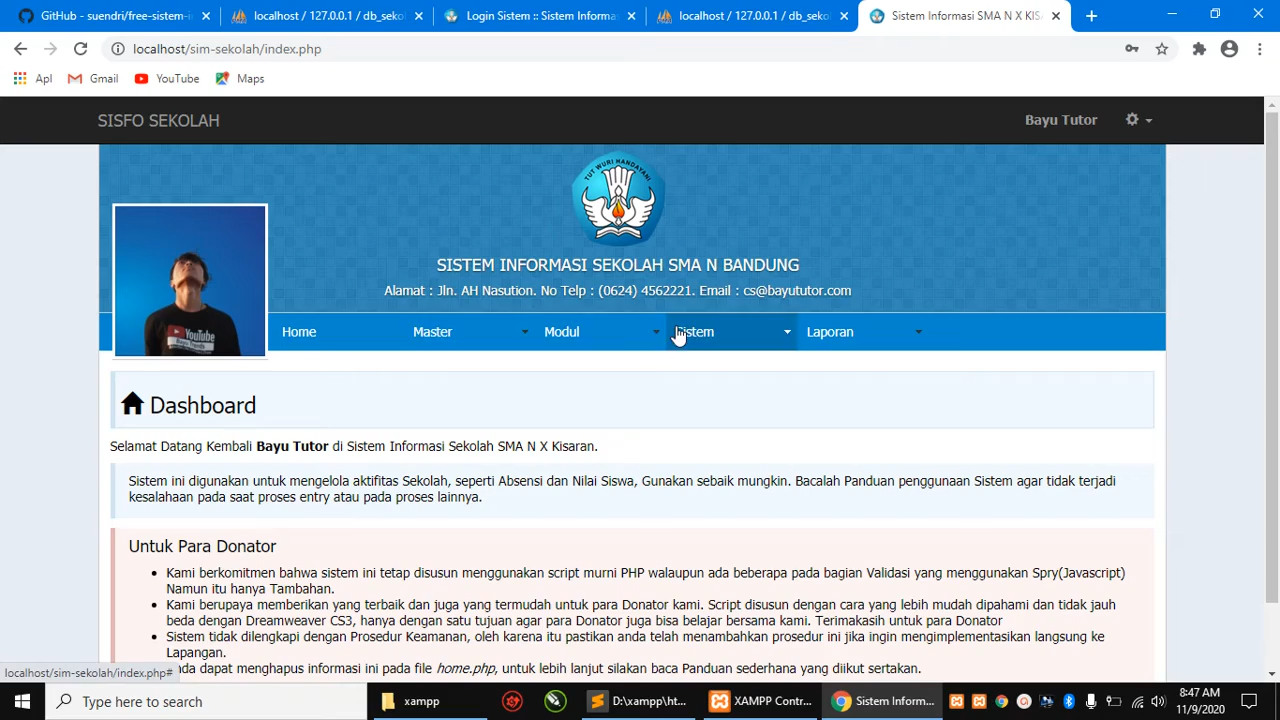 GitHub - suendri/free-sistem-i
localhost / 127.0.0.1 / db_sekol
Login Sistem :: Sistem Informa
localhost / 127.0.0.1 / db_sekol
Sistem Informasi SMA N X KIS
localhost/sim-sekolah/index.php
Apl
Gmail
YouTube
Maps
SISFO SEKOLAH
Bayu Tutor
TUT WURI HANDAYANI
SISTEM INFORMASI SEKOLAH SMA N BANDUNG
Alamat : Jln. AH Nasution. No Telp : (0624) 4562221. Email : cs@bayututor.com
YouTube
Home
Master
Modul
Sistem
Laporan
Dashboard
Selamat Datang Kembali Bayu Tutor di Sistem Informasi Sekolah SMA N X Kisaran.
Sistem ini digunakan untuk mengelola aktifitas Sekolah, seperti Absensi dan Nilai Siswa, Gunakan sebaik mungkin. Bacalah Panduan penggunaan Sistem agar tidak terjadi
kesalahaan pada saat proses entry atau pada proses lainnya.
Untuk Para Donator
• Kami berkomitmen bahwa sistem ini tetap disusun menggunakan script murni PHP walaupun ada beberapa pada bagian Validasi yang menggunakan Spry(Javascript)
Namun itu hanya Tambahan.
• Kami berupaya memberikan yang terbaik dan juga yang termudah untuk para Donator kami. Script disusun dengan cara yang lebih mudah dipahami dan tidak jauh
beda dengan Dreamweaver CS3, hanya dengan satu tujuan agar para Donator juga bisa belajar bersama kami. Terimakasih untuk para Donator
• Sistem tidak dilengkapi dengan Prosedur Keamanan, oleh karena itu pastikan anda telah menambahkan prosedur ini jika ingin mengimplementasikan langsung ke
Lapangan.
nda dapat menghapus informasi ini pada file home.php, untuk lebih lanjut silakan baca Panduan sederhana yang diikut sertakan.
localhost/sim-sekolah/index.php#
Type here to search
xampp
D:\xampp\ht...
XAMPP Contr...
Sistem Inform...
8:47 AM
11/9/2020